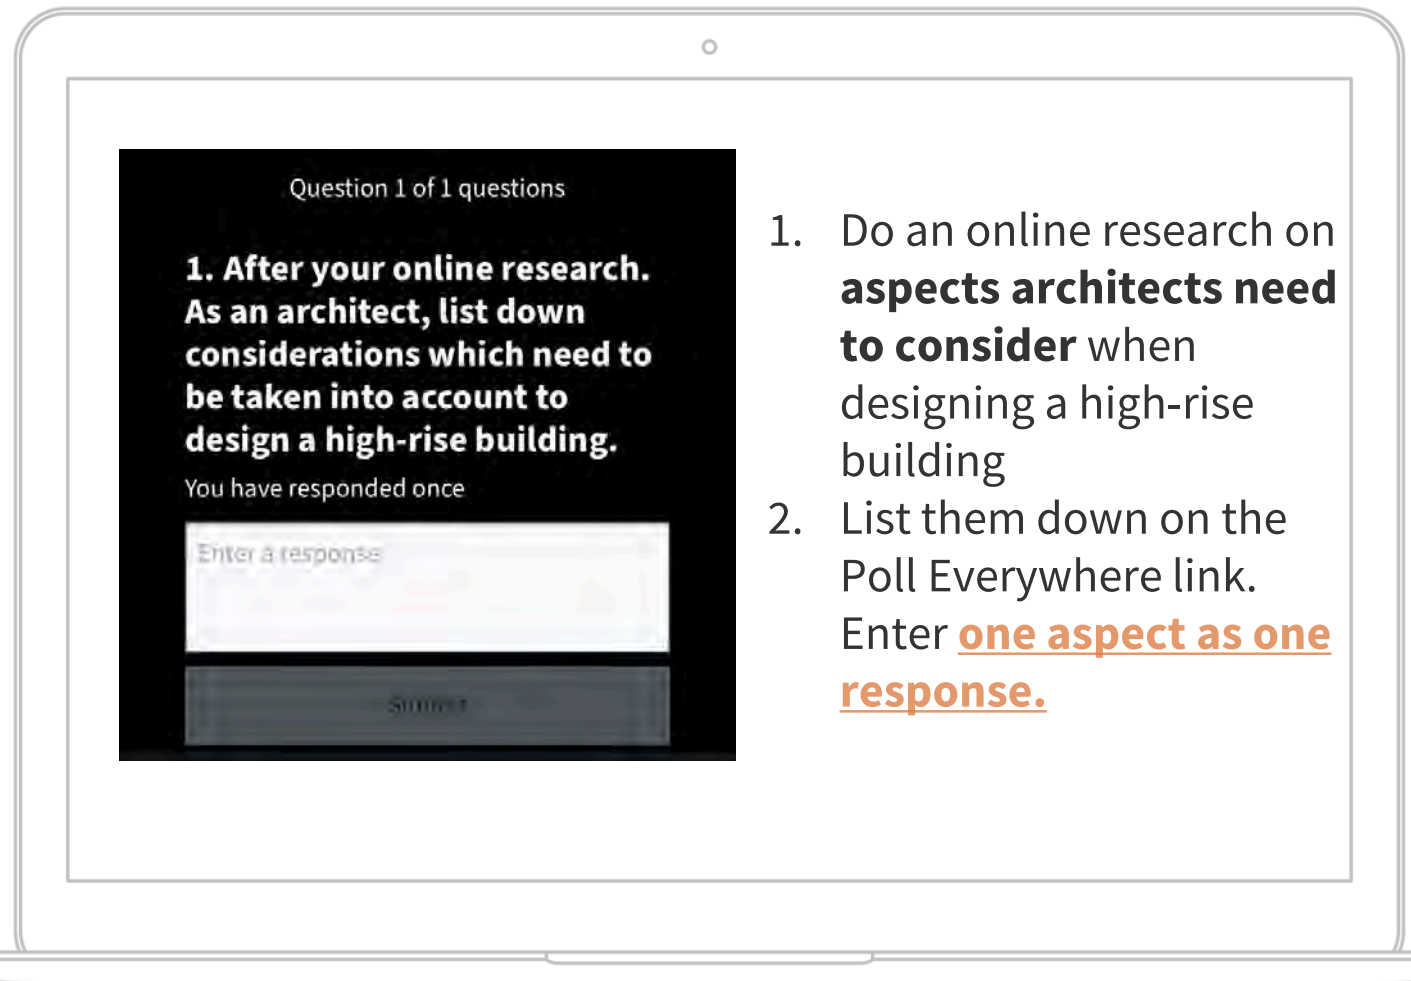 Question 1 of 1 questions
1. After your online research.
As an architect, list down
considerations which need to
be taken into account to
design a high-rise building.
You have responded once
Enter a response
1. Do an online research on
aspects architects need
to consider when
designing a high-rise
building
2. List them down on the
Poll Everywhere link.
Enter one aspect as one
response.